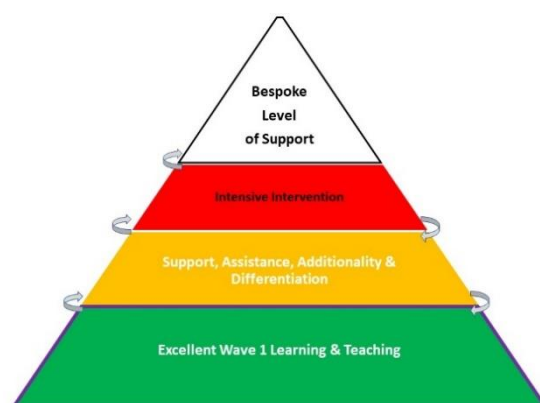 Bespoke
Level
of Support
Intensive Intervention
Support, Assistance, Additionality &
Differentiation
Excellent Wave 1 Learning & Teaching